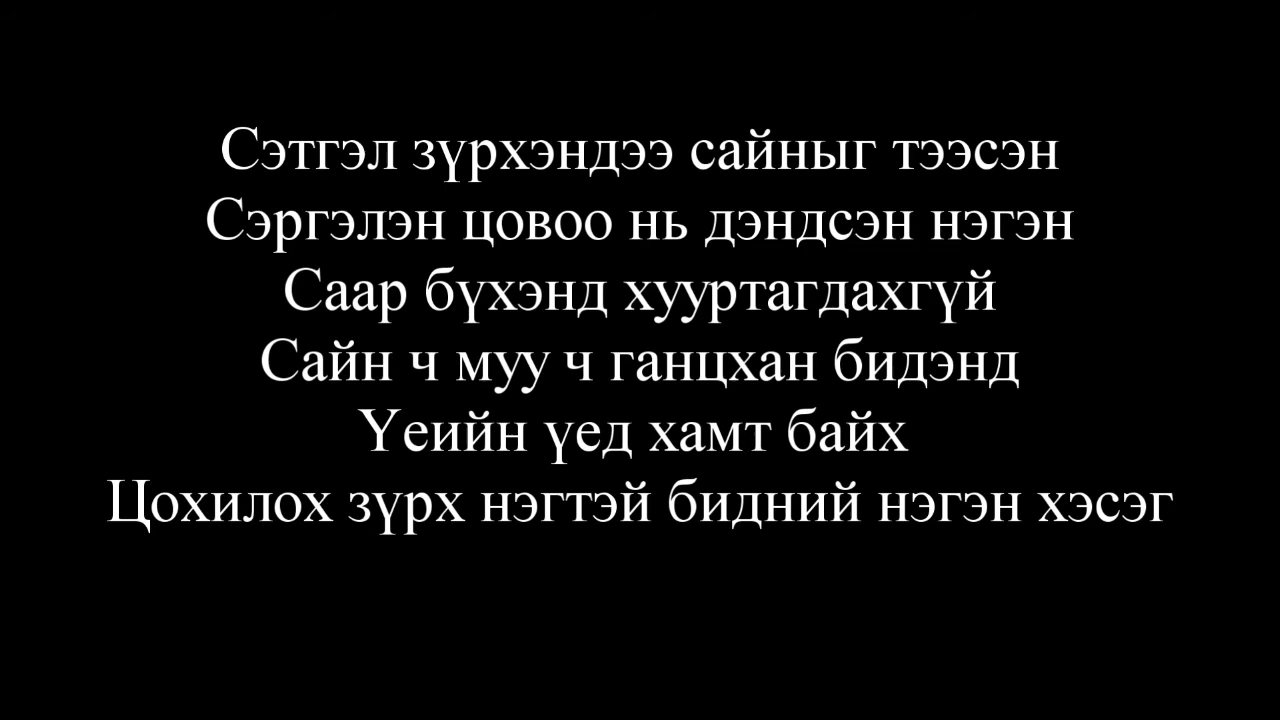 Сэтгэл зүрхэндээ сайныг тээсэн
Сэргэлэн цовоо нь дэндсэн нэгэн
Саар бүхэнд хууртагдахгүй
Сайн ч муу ч ганцхан бидэнд
Үеийн үед хамт байх
Цохилох зүрх нэгтэй бидний нэгэн хэсэг